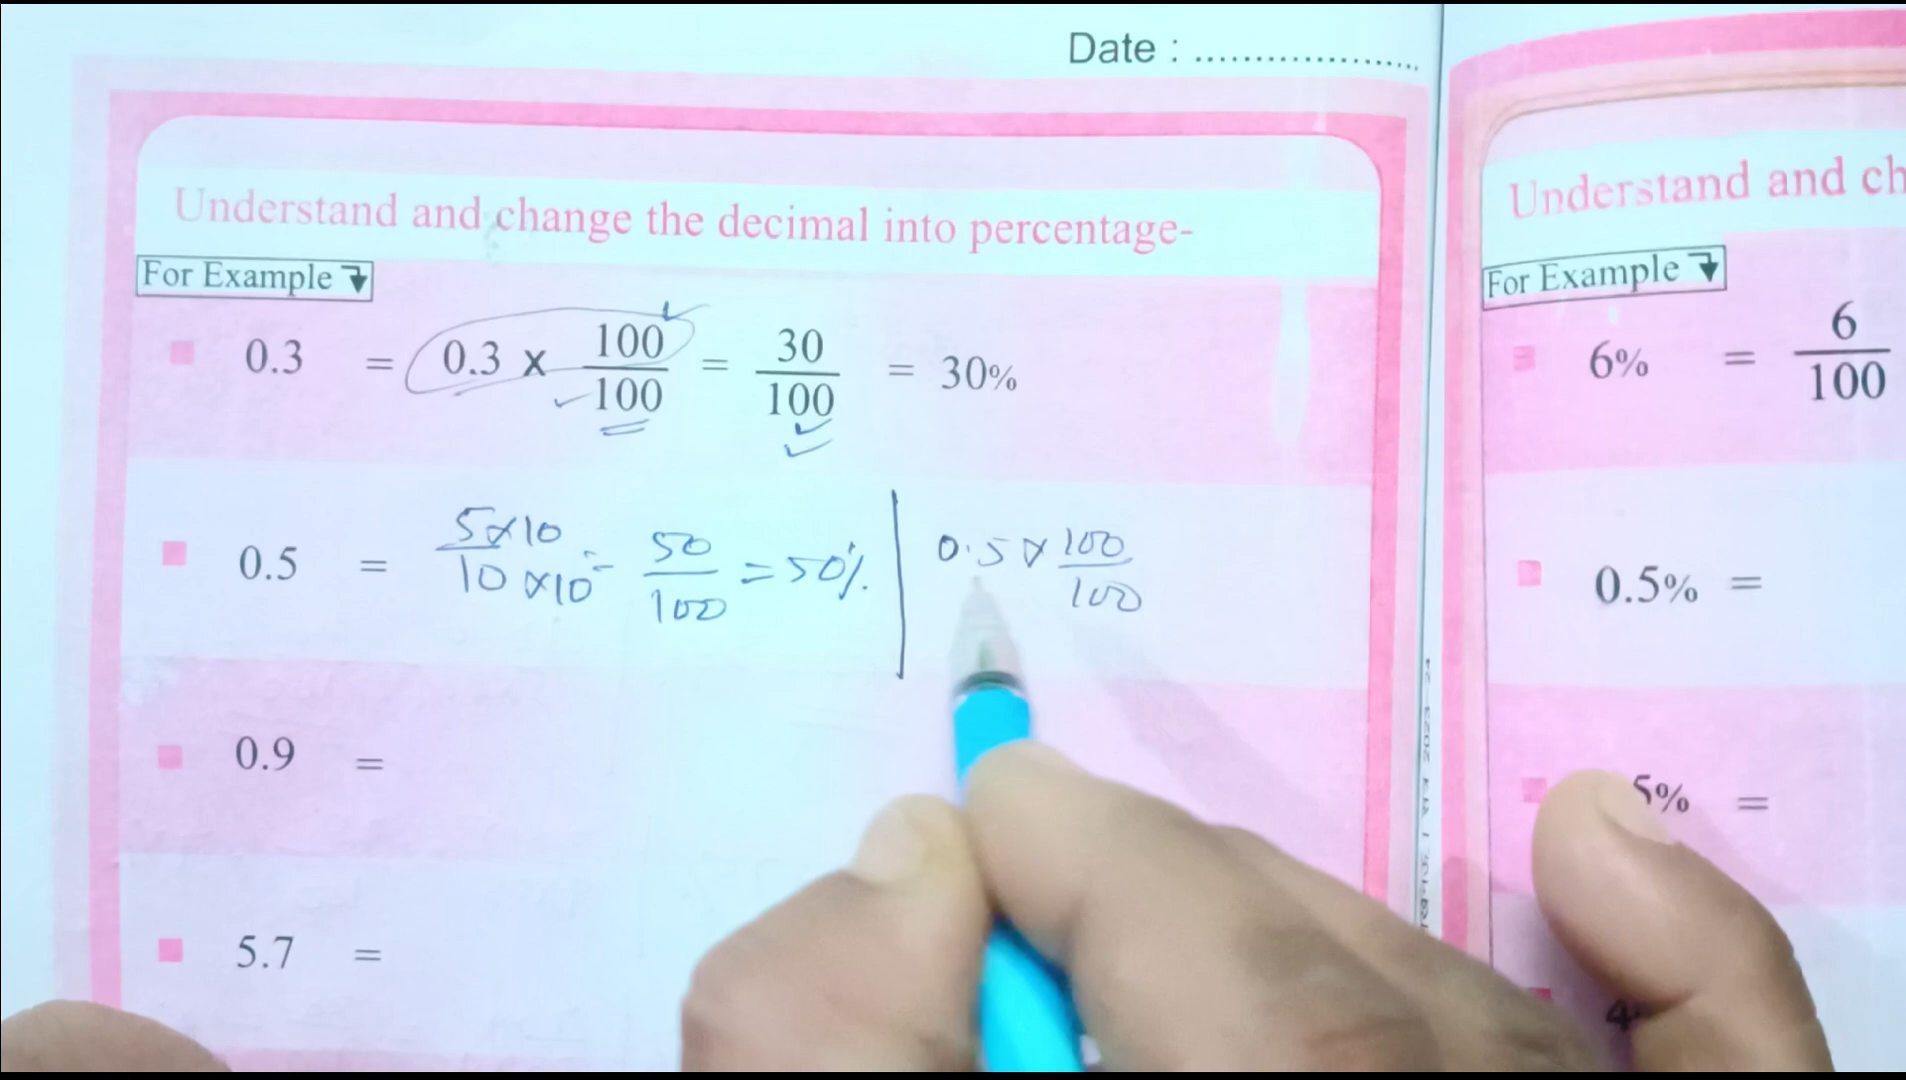 Date : ....................
Understand and change the decimal into percentage-
For Example
0.3 = 0.3 x 100/100 = 30/100 = 30%
0.5 = 5x10/10x10 = 50/100 = 50% | 0.5x 100/100
0.9 =
5.7 =
Understand and ch
For Example
6% = 6/100
0.5% =
5% =
4